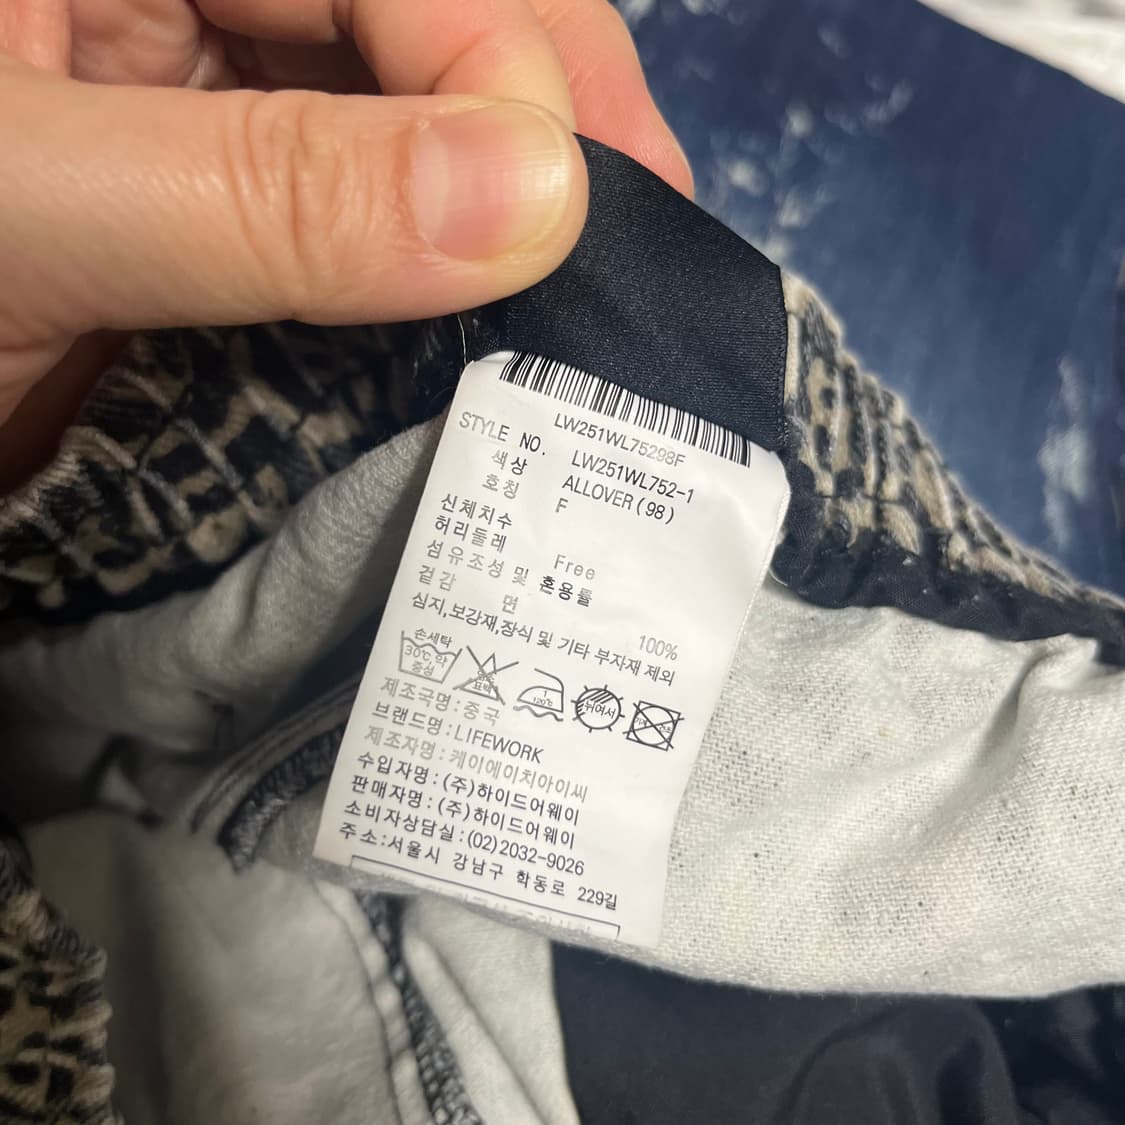 LW251WL75298F
STYLE NO. LW251WL752-1
색상 ALLOVER(98)
호칭 F
신체치수
허리둘레 Free
섬유조성 및 혼용률
겉감 면 100%
심지,보강재,장식 및 기타 부자재 제외
손세탁
30℃ 약
중성
염소
표백
1
120℃
뉘여서
제조국명:중국
브랜드명:LIFEWORK
제조자명:케이에이치아이씨
수입자명:(주)하이드어웨이
판매자명:(주)하이드어웨이
소비자상담실:(02)2032-9026
주소:서울시 강남구 학동로 229길